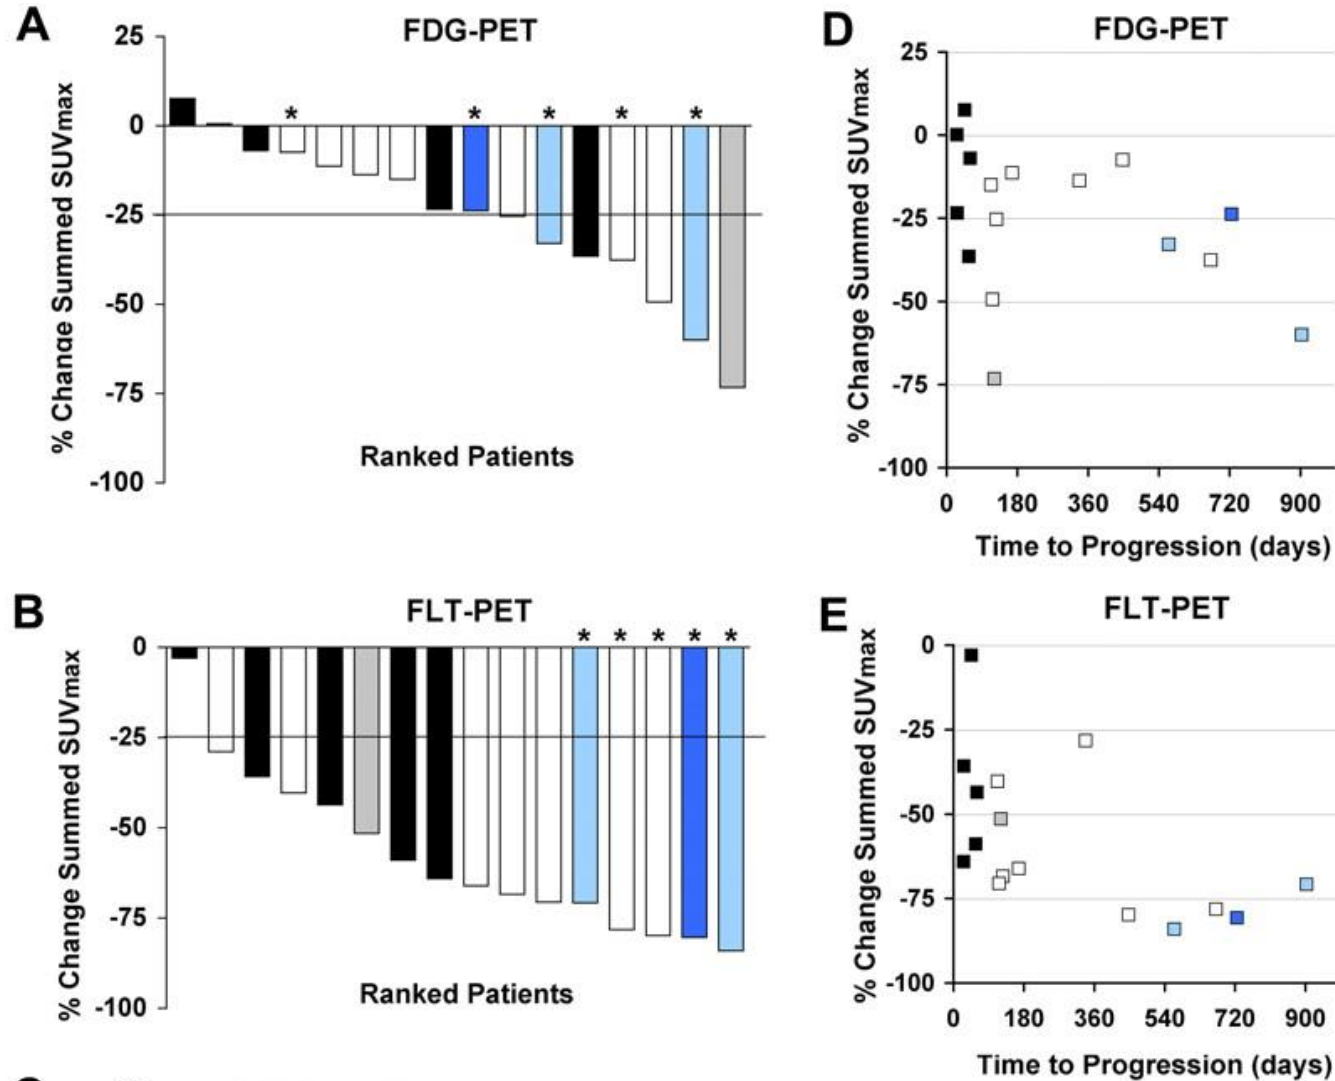 A
FDG-PET
25
0
-25
-50
-75
-100
% Change Summed SUVmax
* * * * *
Ranked Patients
D
FDG-PET
25
0
-25
-50
-75
-100
% Change Summed SUVmax
0 180 360 540 720 900
Time to Progression (days)
B
FLT-PET
0
-25
-50
-75
-100
% Change Summed SUVmax
* * * * *
Ranked Patients
E
FLT-PET
0
-25
-50
-75
-100
% Change Summed SUVmax
0 180 360 540 720 900
Time to Progression (days)